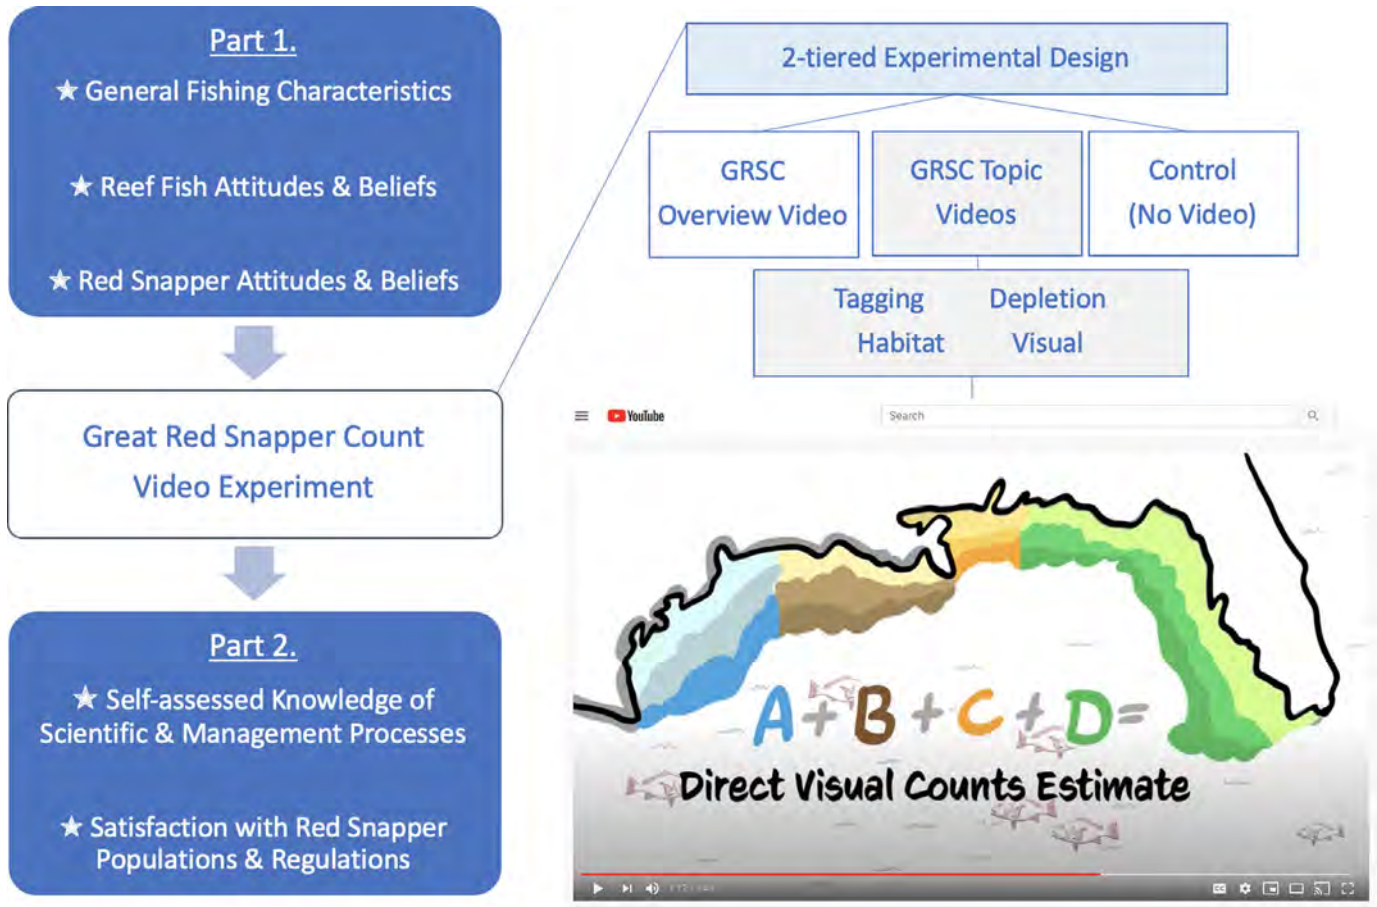 Part 1.
★ General Fishing Characteristics
★ Reef Fish Attitudes & Beliefs
★ Red Snapper Attitudes & Beliefs
Great Red Snapper Count
Video Experiment
Part 2.
★ Self-assessed Knowledge of
Scientific & Management Processes
★ Satisfaction with Red Snapper
Populations & Regulations
2-tiered Experimental Design
GRSC
Overview Video
GRSC Topic
Videos
Control
(No Video)
Tagging Depletion
Habitat Visual
YouTube
Search
A+B+C+D=
Direct Visual Counts Estimate
CC